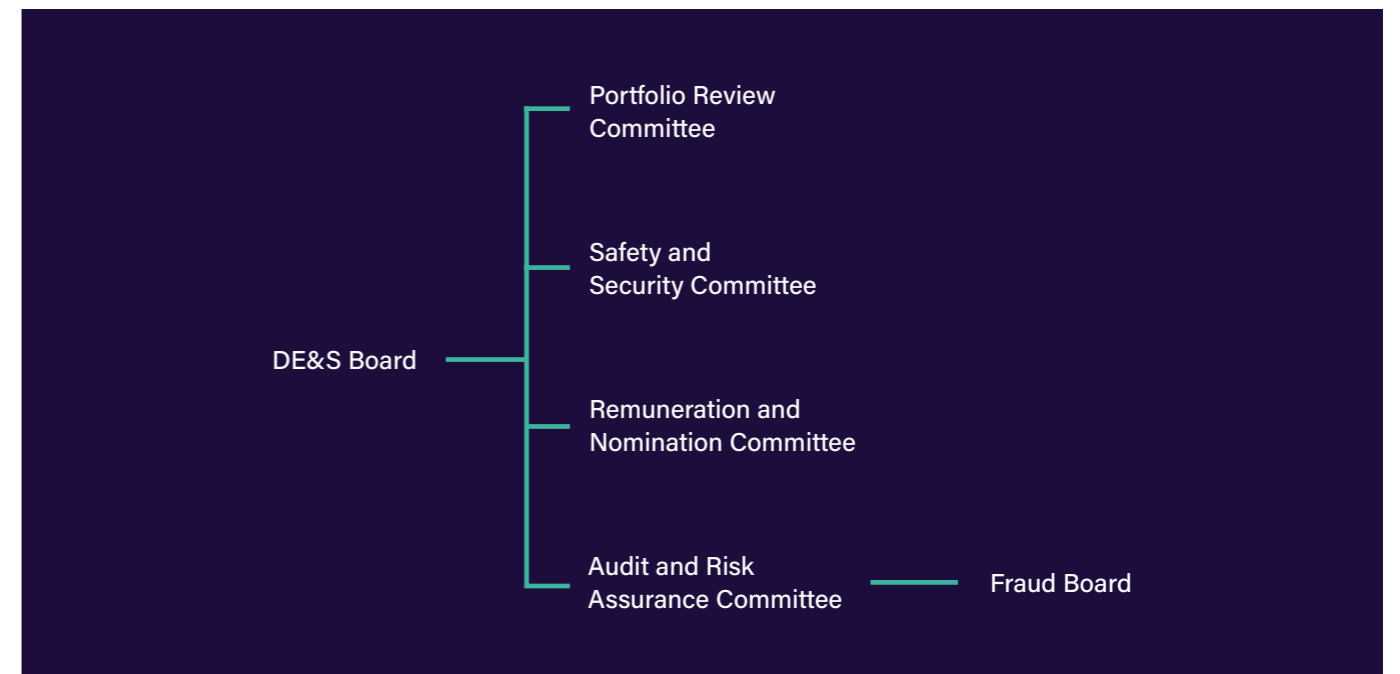 Portfolio Review
Committee
Safety and
Security Committee
DE&S Board
Remuneration and
Nomination Committee
Audit and Risk
Assurance Committee
Fraud Board